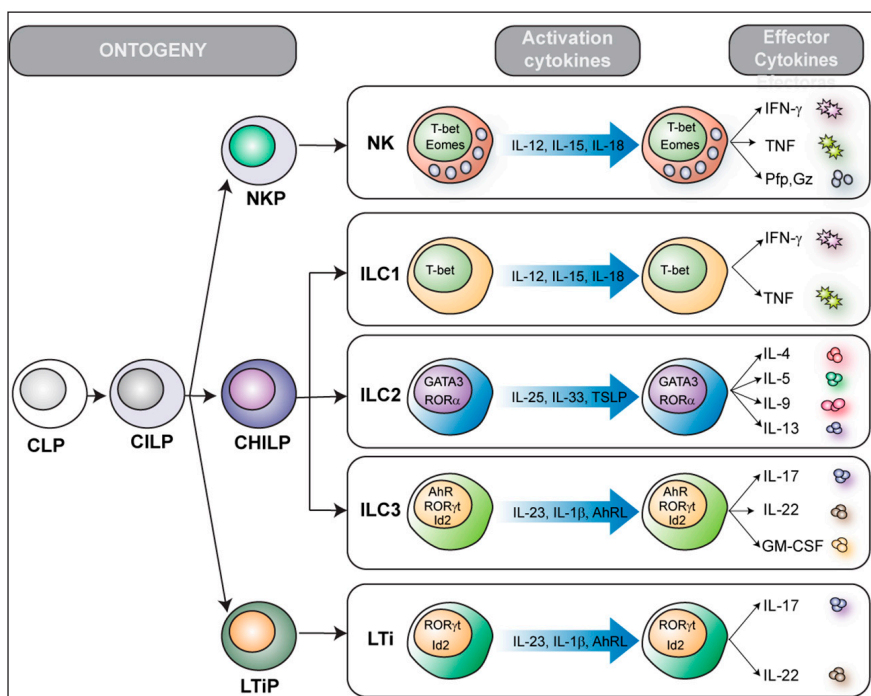 ONTOGENY
Activation
cytokines
Effector
Cytokines
Efectoras
NKP
NK
T-bet
Eomes
IL-12, IL-15, IL-18
T-bet
Eomes
IFN-γ
TNF
Pfp,Gz
ILC1
T-bet
IL-12, IL-15, IL-18
T-bet
IFN-γ
TNF
CLP
CILP
CHILP
ILC2
GATA3
RORα
IL-25, IL-33, TSLP
GATA3
RORα
IL-4
IL-5
IL-9
IL-13
ILC3
AhR
RORγt
Id2
IL-23, IL-1β, AhRL
AhR
RORγt
Id2
IL-17
IL-22
GM-CSF
LTiP
LTi
RORγt
Id2
IL-23, IL-1β, AhRL
RORγt
Id2
IL-17
IL-22